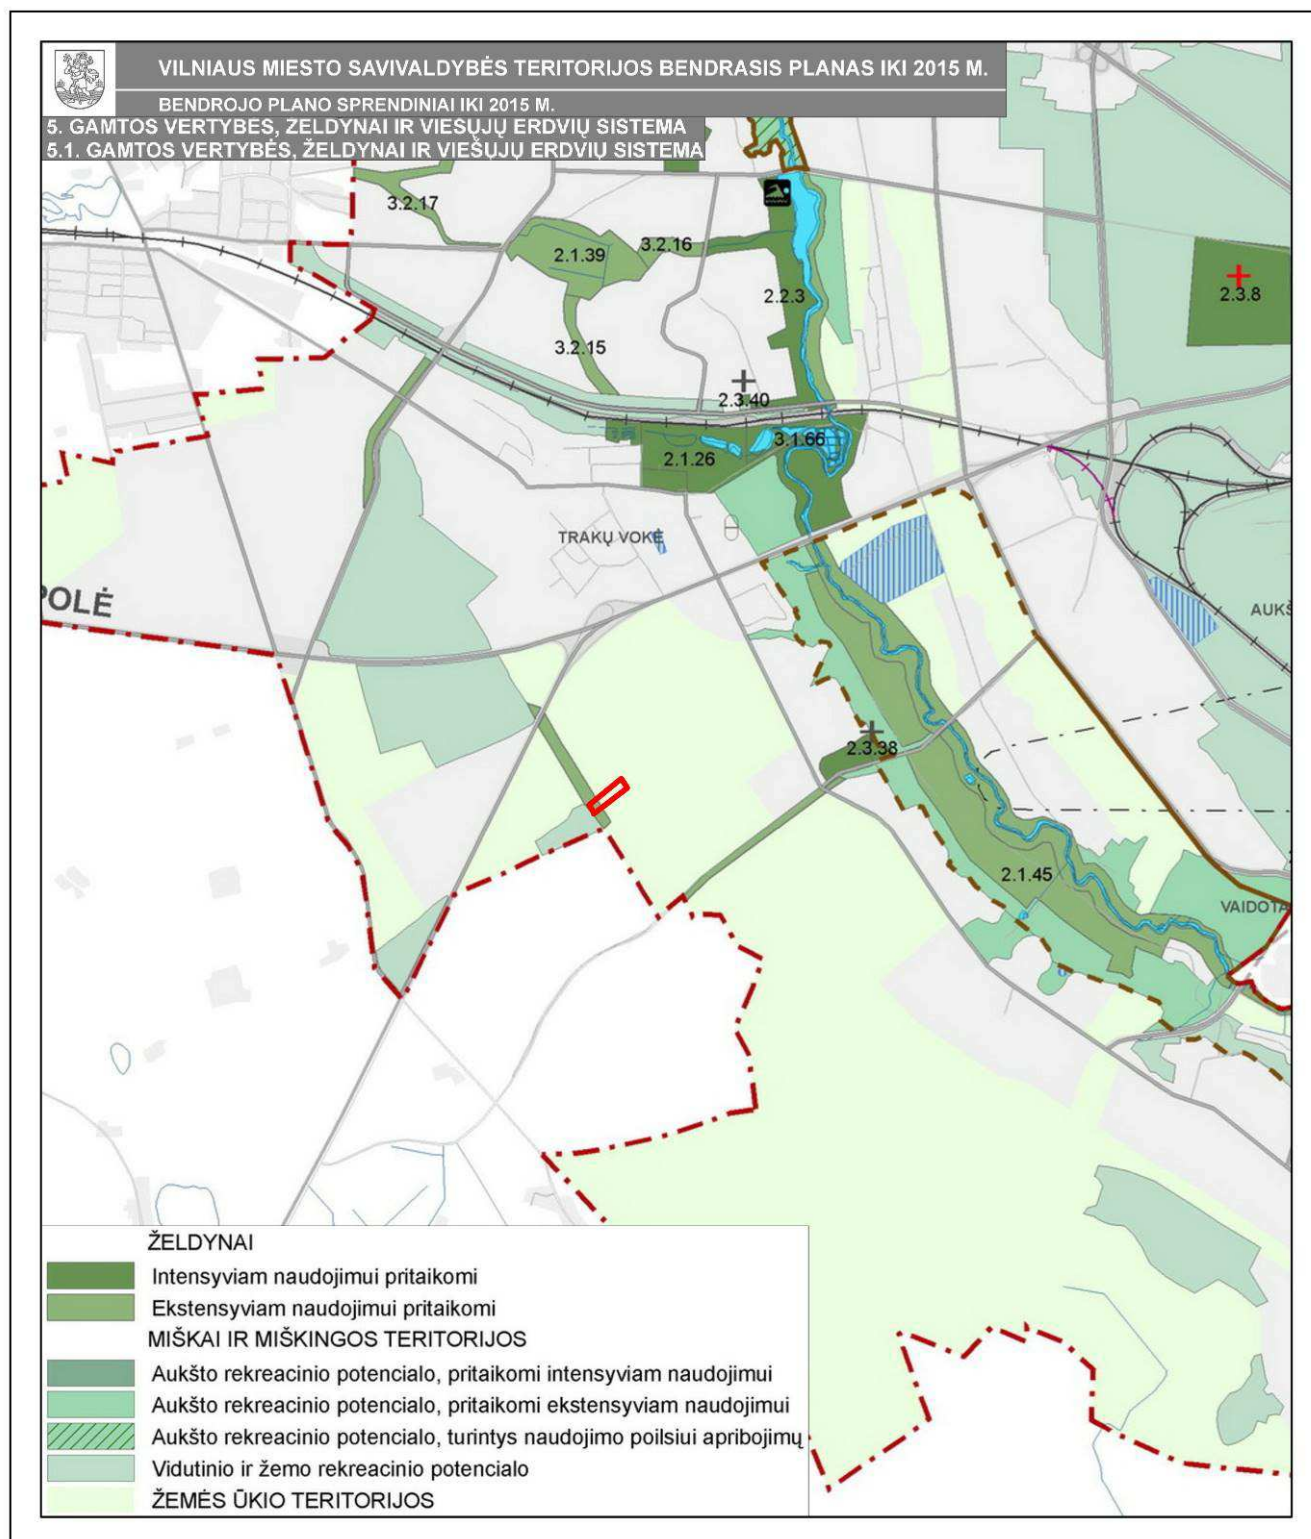 VILNIAUS MIESTO SAVIVALDYBĖS TERITORIJOS BENDRASIS PLANAS IKI 2015 M.
BENDROJO PLANO SPRENDINIAI IKI 2015 M.
5. GAMTOS VERTYBĖS, ŽELDYNAI IR VIEŠŲJŲ ERDVIŲ SISTEMA
5.1. GAMTOS VERTYBĖS, ŽELDYNAI IR VIEŠŲJŲ ERDVIŲ SISTEMA
3.2.17
2.1.39
3.2.16
2.2.3
2.3.8
3.2.15
2.3.40
3.1.66
2.1.26
TRAKŲ VOKĖ
POLĖ
AUKŠ
2.3.38
2.1.45
VAIDOTA
ŽELDYNAI
Intensyviam naudojimui pritaikomi
Ekstensyviam naudojimui pritaikomi
MIŠKAI IR MIŠKINGOS TERITORIJOS
Aukšto rekreacinio potencialo, pritaikomi intensyviam naudojimui
Aukšto rekreacinio potencialo, pritaikomi ekstensyviam naudojimui
Aukšto rekreacinio potencialo, turintys naudojimo poilsiui apribojimų
Vidutinio ir žemo rekreacinio potencialo
ŽEMĖS ŪKIO TERITORIJOS